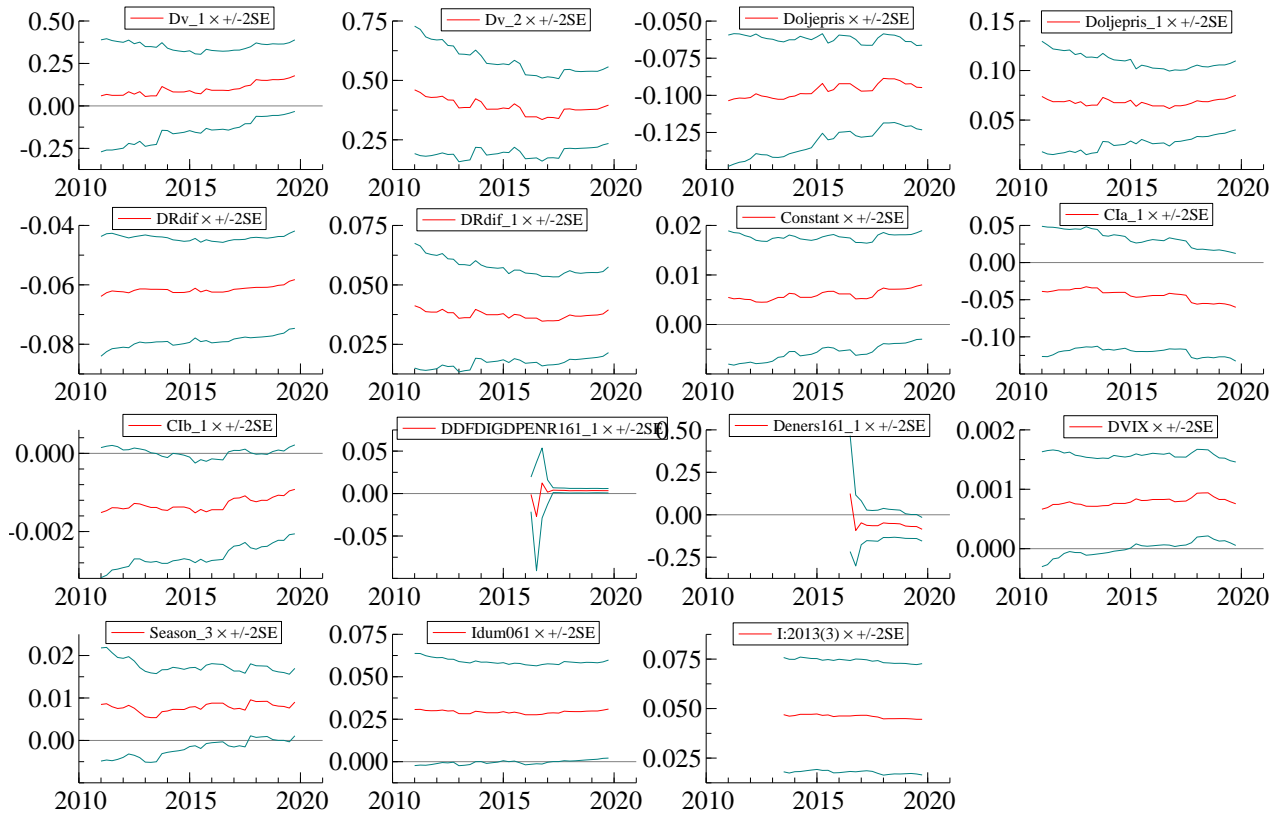 Dv_1 × +/-2SE
0.50
0.25
0.00
-0.25
2010 2015 2020
Dv_2 × +/-2SE
0.75
0.50
0.25
2010 2015 2020
Doljepris × +/-2SE
-0.050
-0.075
-0.100
-0.125
2010 2015 2020
Doljepris_1 × +/-2SE
0.15
0.10
0.05
2010 2015 2020
DRdif × +/-2SE
-0.04
-0.06
-0.08
2010 2015 2020
DRdif_1 × +/-2SE
0.075
0.050
0.025
2010 2015 2020
Constant × +/-2SE
0.02
0.01
0.00
2010 2015 2020
CIa_1 × +/-2SE
0.05
0.00
-0.05
-0.10
2010 2015 2020
CIb_1 × +/-2SE
0.000
-0.002
2010 2015 2020
DDFDIGDPENR161_1 × +/-2SE
0.05
0.00
-0.05
2010 2015 2020
Deners161_1 × +/-2SE
0.50
0.25
0.00
-0.25
2010 2015 2020
DVIX × +/-2SE
0.002
0.001
0.000
2010 2015 2020
Season_3 × +/-2SE
0.02
0.01
0.00
2010 2015 2020
Idum061 × +/-2SE
0.075
0.050
0.025
0.000
2010 2015 2020
I:2013(3) × +/-2SE
0.075
0.050
0.025
2010 2015 2020